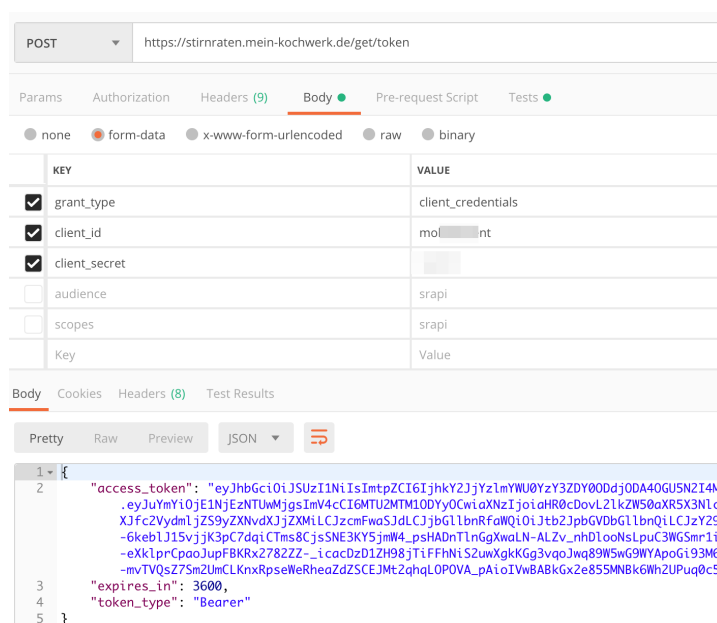 POST https://stirnraten.mein-kochwerk.de/get/token
Params Authorization Headers (9) Body Pre-request Script Tests
none form-data x-www-form-urlencoded raw binary
KEY VALUE
grant_type client_credentials
client_id mol nt
client_secret
audience srapi
scopes srapi
Key Value
Body Cookies Headers (8) Test Results
Pretty Raw Preview JSON
1 {
2 "access_token": "eyJhbGciOiJSUzI1NiIsImtpZCI6IjhkY2JjYzlmYWU0YzY3ZDY0ODdjODA4OGU5N2I4M
.eyJuYmYiOjE1NjEzNTUwMjgsImV4cCI6MTU2MTM1ODYyOCwiaXNzIjoiaHR0cDovL2lkZW50aXR5X3Nlc
XJfc2VydmljZS9yZXNvdXJjZXMiLCJzcmFwaSJdLCJjbGllbnRfaWQiOiJtb2JpbGVDbGllbnQiLCJzY29
-6keblJ15vjjK3pC7dqiCTms8CjsSNE3KY5jmW4_psHADnTlnGgXwaLN-ALZv_nhDlooNsLpuC3WGSmr1i
-eXklprCpaoJupFBKRx2782ZZ-_icacDzD1ZH98jTiFFhNiS2uwXgkKGg3vqoJwq89W5wG9WYApoGi93M6
-mvTVQsZ7Sm2UmCLKnxRpseWeRheaZdZSCEJMt2qhqLOPOVA_pAioIVwBABkGx2e855MNBk6Wh2UPuq0c5
3 "expires_in": 3600,
4 "token_type": "Bearer"
5 }